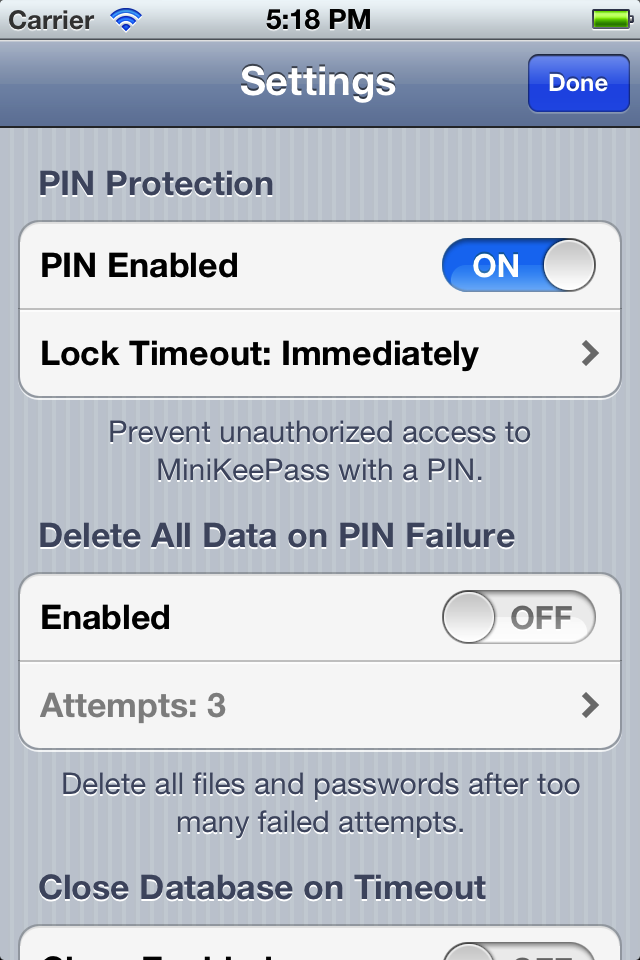 Carrier 5:18 PM
Settings Done
PIN Protection
PIN Enabled ON
Lock Timeout: Immediately
Prevent unauthorized access to
MiniKeePass with a PIN.
Delete All Data on PIN Failure
Enabled OFF
Attempts: 3
Delete all files and passwords after too
many failed attempts.
Close Database on Timeout